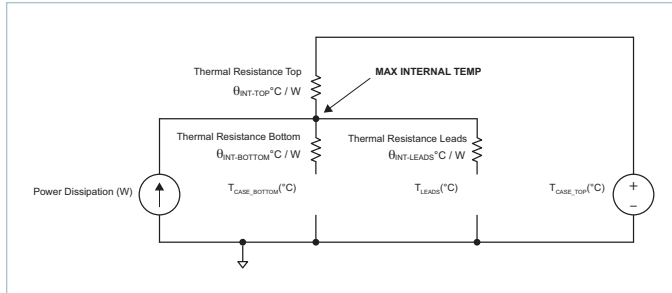 Thermal Resistance Top
θINT-TOP°C / W
MAX INTERNAL TEMP
Thermal Resistance Bottom
θINT-BOTTOM°C / W
Thermal Resistance Leads
θINT-LEADS°C / W
Power Dissipation (W)
TCASE_BOTTOM(°C)
TLEADS(°C)
TCASE_TOP(°C)
+
–